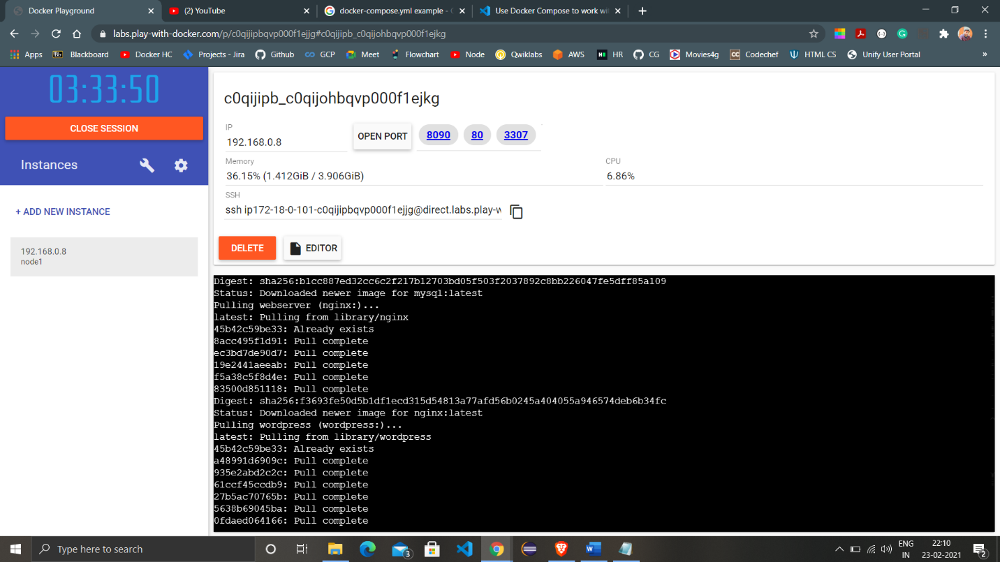 Docker Playground
(2) YouTube
docker-compose.yml example - G
Use Docker Compose to work wit
labs.play-with-docker.com/p/c0qijipbqvp000f1ejjg#c0qijipb_c0qijohbqvp000f1ejkg
Apps
Bb
Blackboard
Docker HC
Projects - Jira
Github
GCP
Meet
Flowchart
Node
Qwiklabs
AWS
HR
CG
Movies4g
CC
Codechef
HTML CS
Unify User Portal
»
03:33:50
CLOSE SESSION
Instances
+ ADD NEW INSTANCE
192.168.0.8
node1
c0qijipb_c0qijohbqvp000f1ejkg
IP
192.168.0.8
OPEN PORT
8090
80
3307
Memory
36.15% (1.412GiB / 3.906GiB)
CPU
6.86%
SSH
ssh ip172-18-0-101-c0qijipbqvp000f1ejjg@direct.labs.play-w
DELETE
EDITOR
Digest: sha256:b1cc887ed32cc6c2f217b12703bd05f503f2037892c8bb226047fe5dff85a109
Status: Downloaded newer image for mysql:latest
Pulling webserver (nginx:)...
latest: Pulling from library/nginx
45b42c59be33: Already exists
8acc495f1d91: Pull complete
ec3bd7de90d7: Pull complete
19e2441aeeab: Pull complete
f5a38c5f8d4e: Pull complete
83500d851118: Pull complete
Digest: sha256:f3693fe50d5b1df1ecd315d54813a77afd56b0245a404055a946574deb6b34fc
Status: Downloaded newer image for nginx:latest
Pulling wordpress (wordpress:)...
latest: Pulling from library/wordpress
45b42c59be33: Already exists
a48991d6909c: Pull complete
935e2abd2c2c: Pull complete
61ccf45ccdb9: Pull complete
27b5ac70765b: Pull complete
5638b69045ba: Pull complete
0fdaed064166: Pull complete
Type here to search
3
ENG
IN
22:10
23-02-2021
2